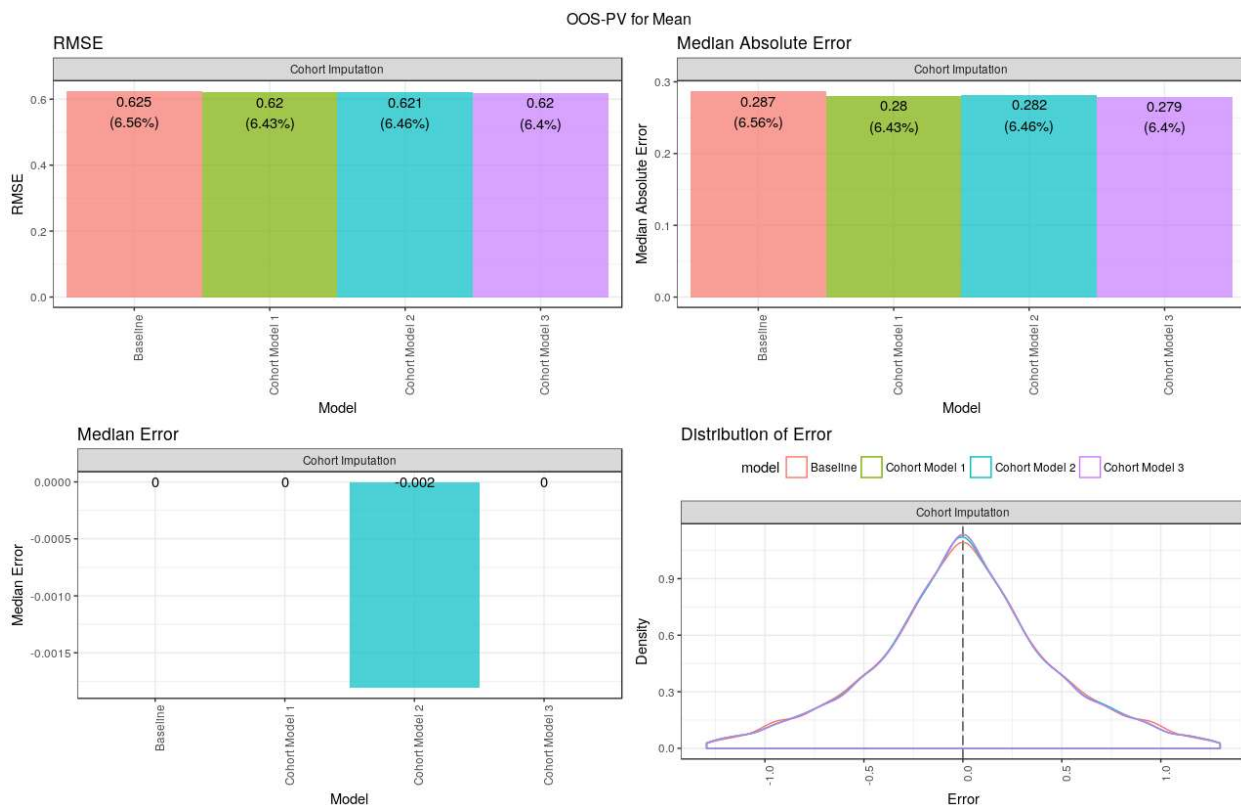 OOS-PV for Mean
RMSE
Cohort Imputation
0.6
0.4
0.2
0.0
RMSE
0.625
(6.56%)
0.62
(6.43%)
0.621
(6.46%)
0.62
(6.4%)
Baseline
Cohort Model 1
Cohort Model 2
Cohort Model 3
Model
Median Absolute Error
Cohort Imputation
0.3
0.2
0.1
0.0
Median Absolute Error
0.287
(6.56%)
0.28
(6.43%)
0.282
(6.46%)
0.279
(6.4%)
Baseline
Cohort Model 1
Cohort Model 2
Cohort Model 3
Model
Median Error
Cohort Imputation
0.0000
-0.0005
-0.0010
-0.0015
Median Error
0
0
-0.002
0
Baseline
Cohort Model 1
Cohort Model 2
Cohort Model 3
Model
Distribution of Error
model Baseline Cohort Model 1 Cohort Model 2 Cohort Model 3
Cohort Imputation
0.9
0.6
0.3
0.0
Density
-1.0
-0.5
0.0
0.5
1.0
Error